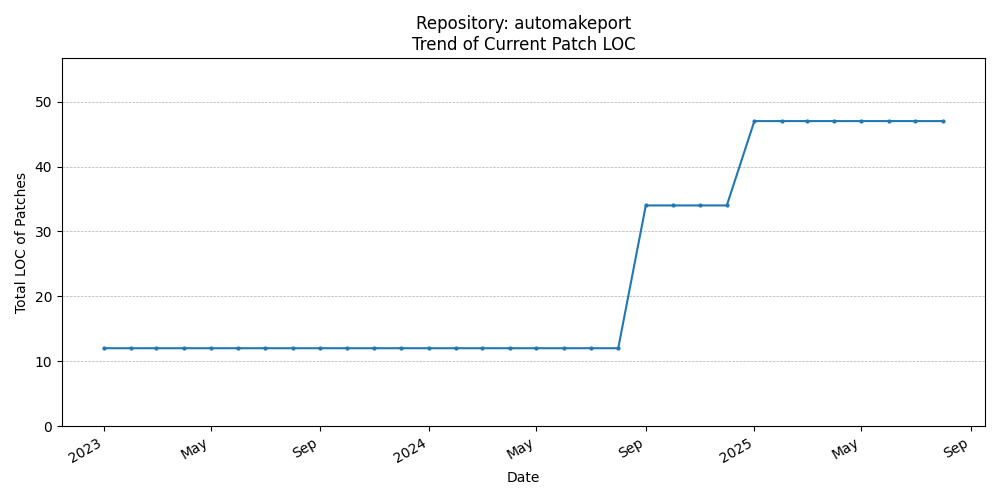 Repository: automakeport
Trend of Current Patch LOC
Total LOC of Patches
50
40
30
20
10
0
2023
May
Sep
2024
May
Sep
2025
May
Sep
Date